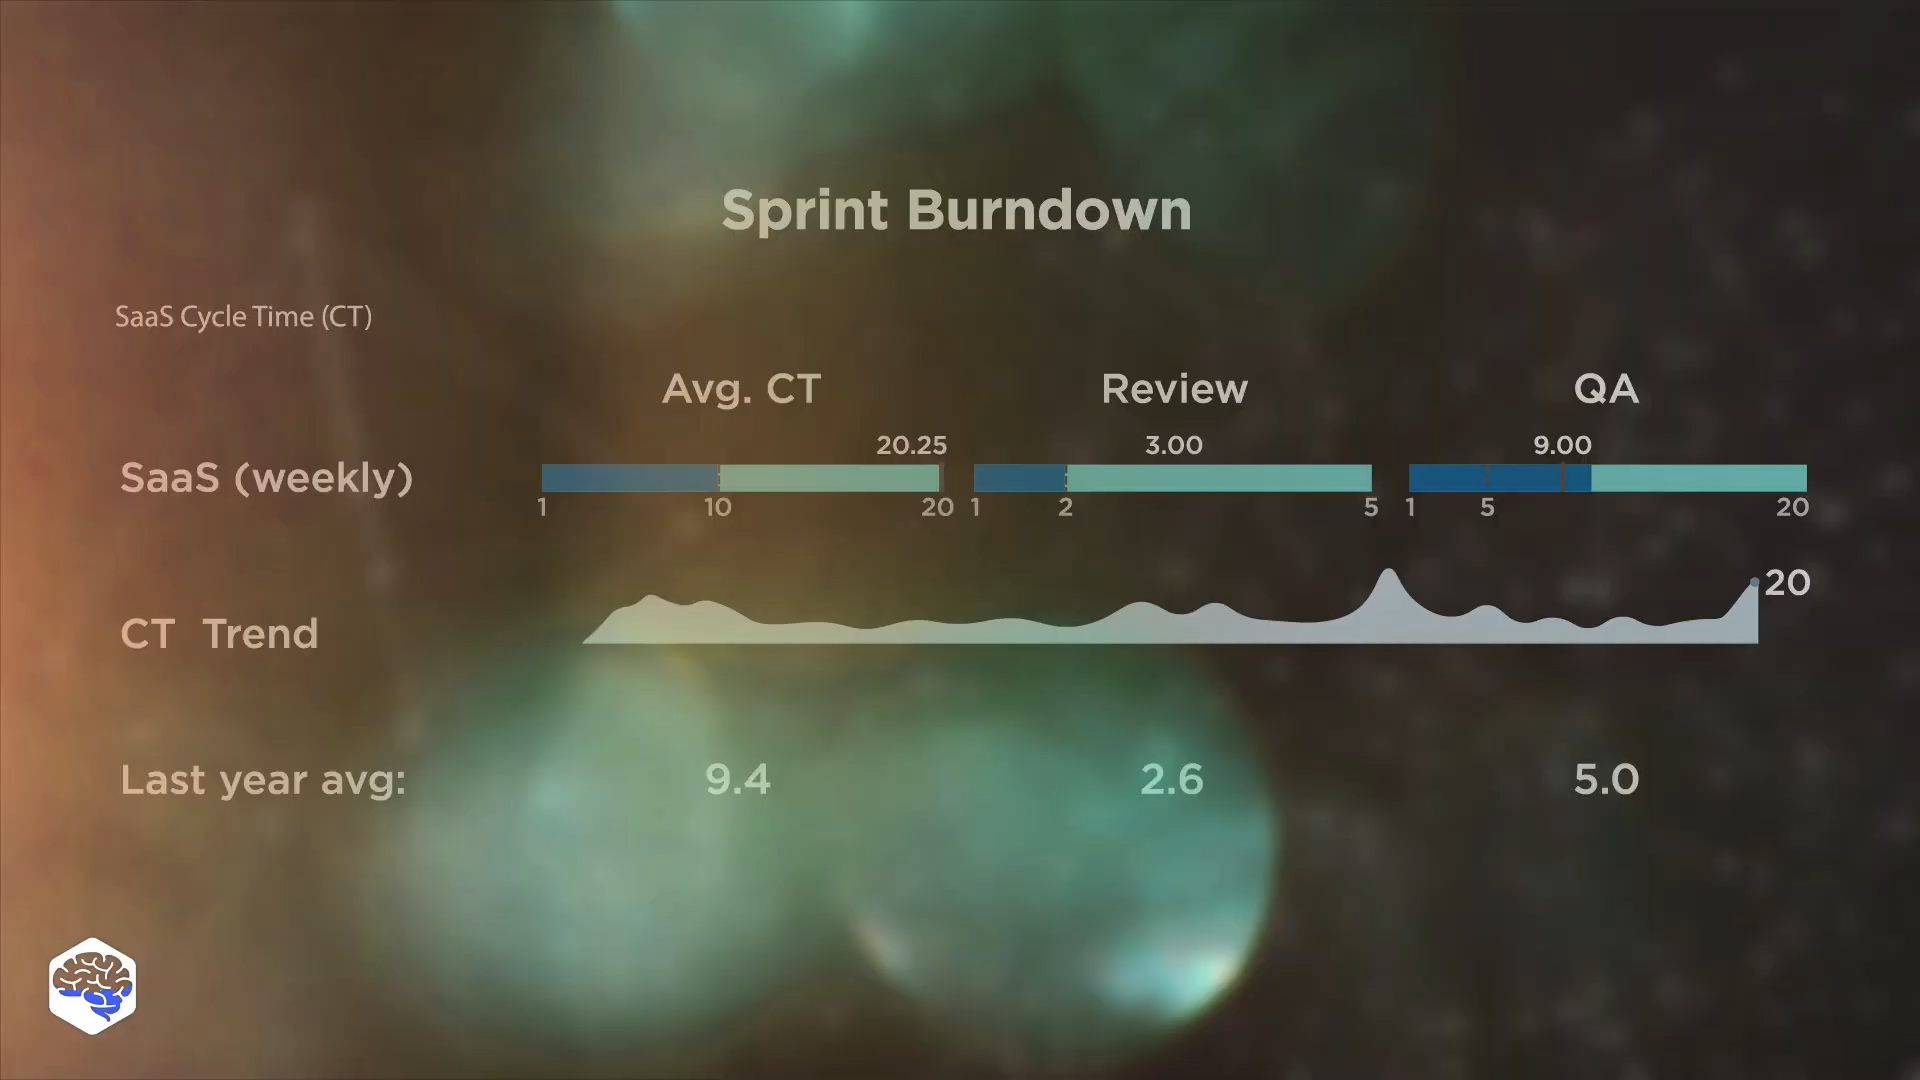 Sprint Burndown
SaaS Cycle Time (CT)
Avg. CT Review QA
20.25 3.00 9.00
SaaS (weekly)
1 10 20 1 2 5 1 5 20
20
CT Trend
Last year avg: 9.4 2.6 5.0